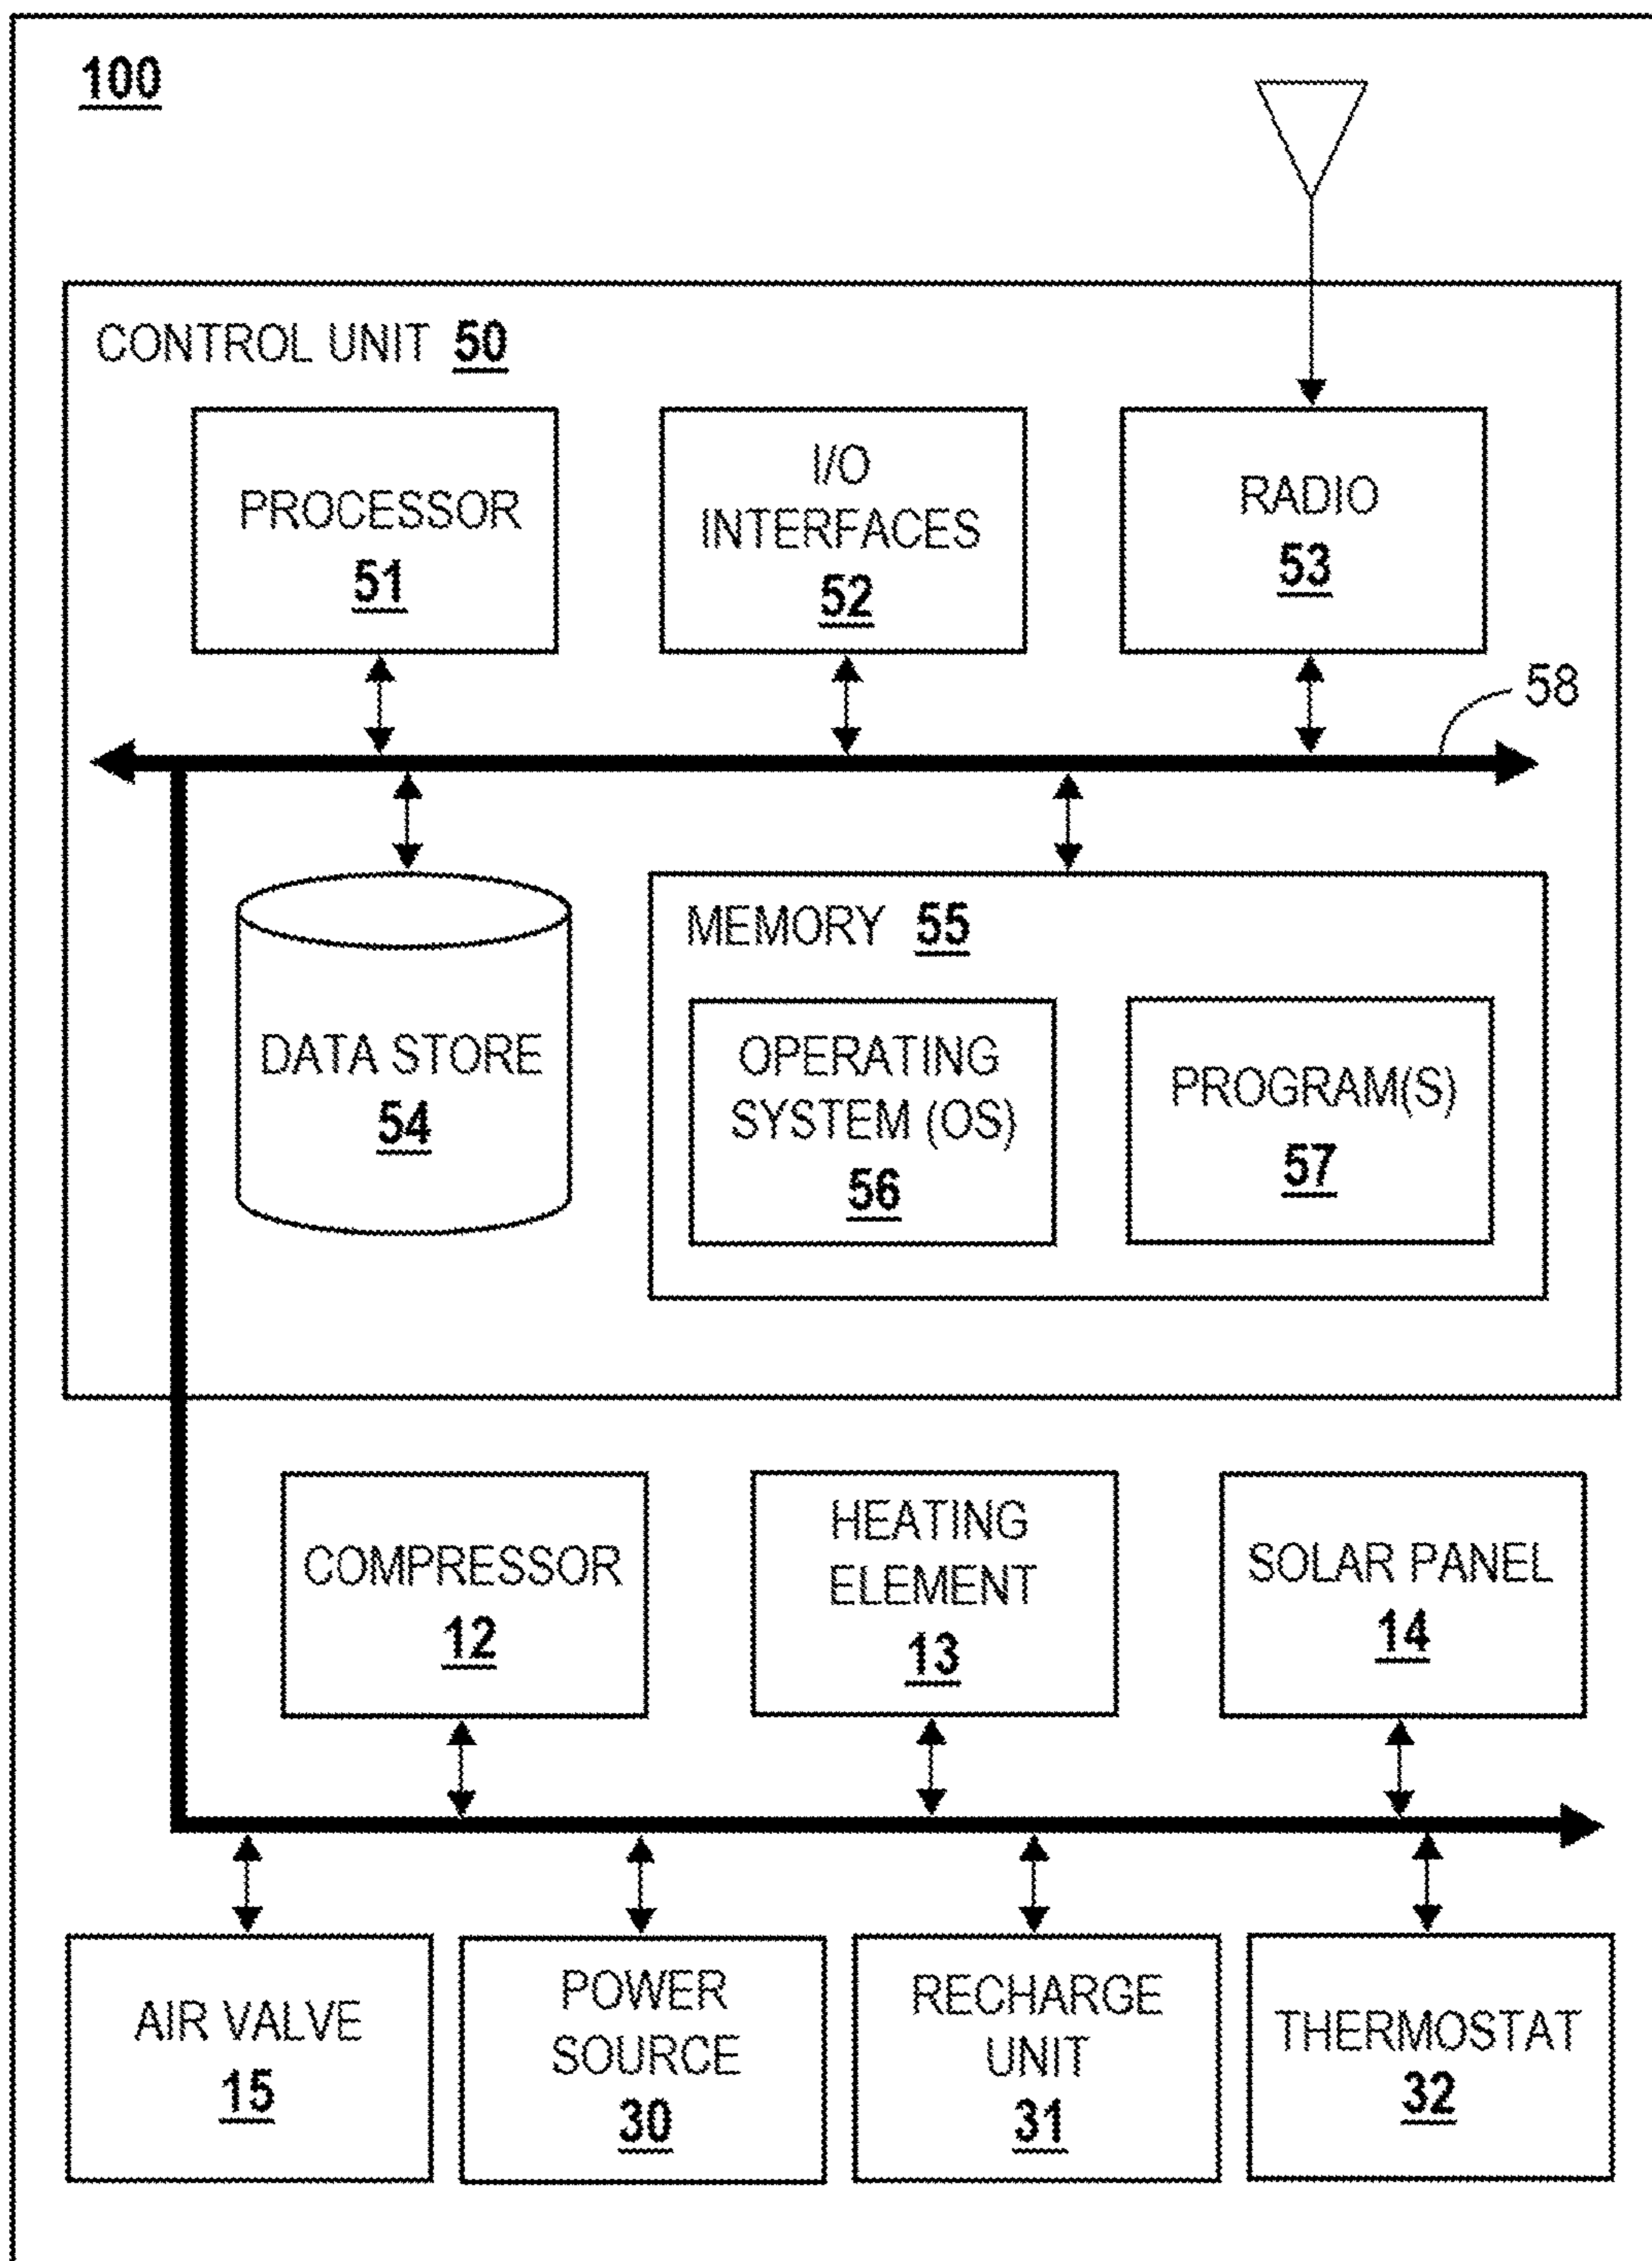 100
CONTROL UNIT 50
PROCESSOR
51
I/O
INTERFACES
52
RADIO
53
58
DATA STORE
54
MEMORY 55
OPERATING
SYSTEM (OS)
56
PROGRAM(S)
57
COMPRESSOR
12
HEATING
ELEMENT
13
SOLAR PANEL
14
AIR VALVE
15
POWER
SOURCE
30
RECHARGE
UNIT
31
THERMOSTAT
32